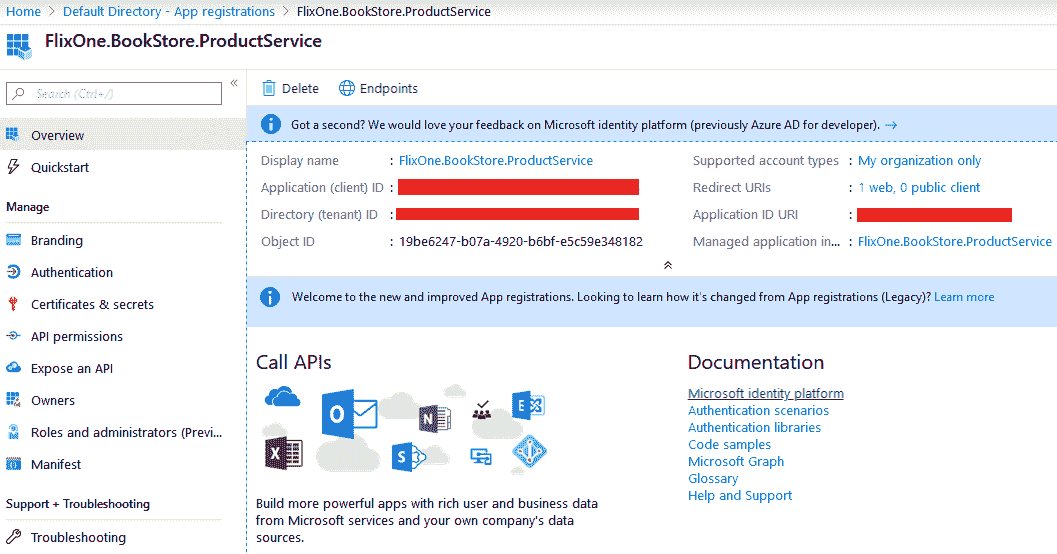 Home > Default Directory - App registrations > FlixOne.BookStore.ProductService
FlixOne.BookStore.ProductService
Search (Ctrl+/)
«
Overview
Quickstart
Manage
Branding
Authentication
Certificates & secrets
API permissions
Expose an API
Owners
Roles and administrators (Previ...
Manifest
Support + Troubleshooting
Troubleshooting
Delete
Endpoints
Got a second? We would love your feedback on Microsoft identity platform (previously Azure AD for developer). →
Display name : FlixOne.BookStore.ProductService
Application (client) ID :
Directory (tenant) ID :
Object ID : 19be6247-b07a-4920-b6bf-e5c59e348182
Supported account types : My organization only
Redirect URIs : 1 web, 0 public client
Application ID URI :
Managed application in... : FlixOne.BookStore.ProductService
Welcome to the new and improved App registrations. Looking to learn how it's changed from App registrations (Legacy)? Learn more
Call APIs
O
N
E
X
S
Build more powerful apps with rich user and business data
from Microsoft services and your own company's data
sources.
Documentation
Microsoft identity platform
Authentication scenarios
Authentication libraries
Code samples
Microsoft Graph
Glossary
Help and Support